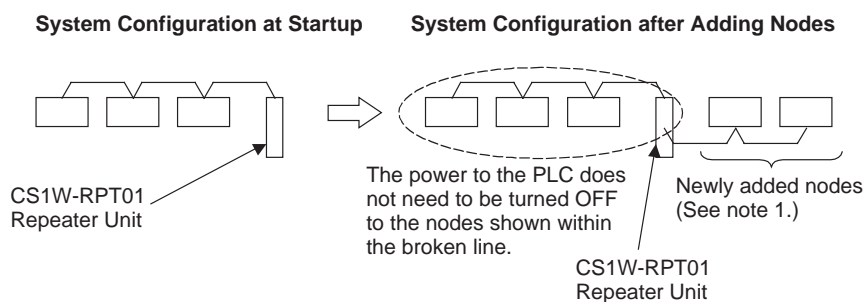 System Configuration at Startup
System Configuration after Adding Nodes
CS1W-RPT01
Repeater Unit
The power to the PLC does
not need to be turned OFF
to the nodes shown within
the broken line.
Newly added nodes
(See note 1.)
CS1W-RPT01
Repeater Unit